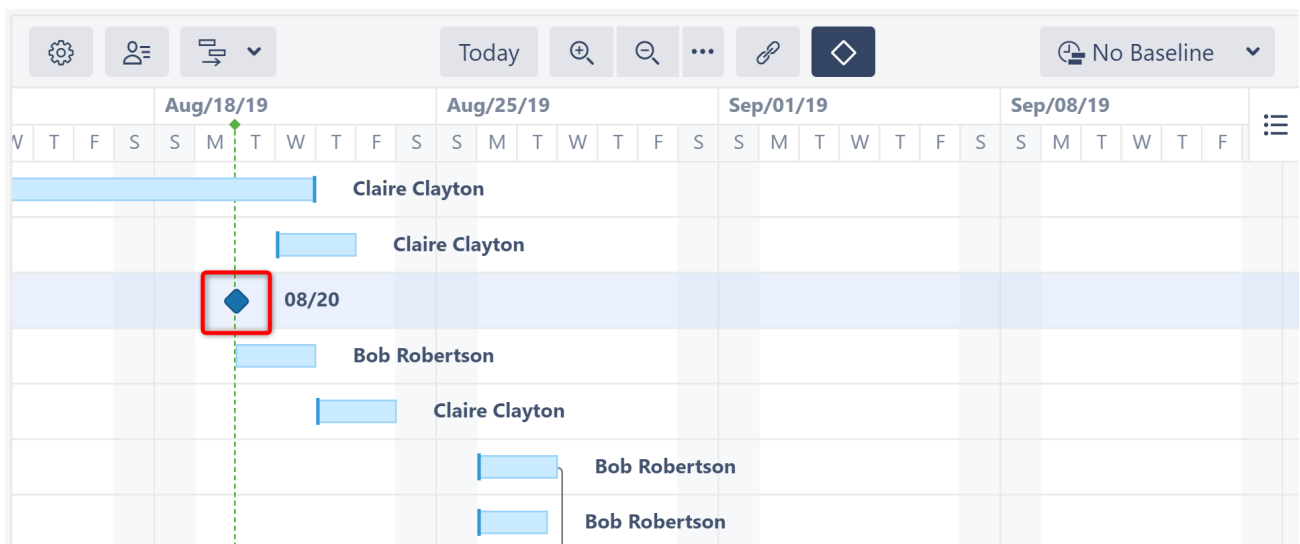 Today ••• No Baseline
Aug/18/19 Aug/25/19 Sep/01/19 Sep/08/19
W T F S S M T W T F S S M T W T F S S M T W T F S S M T W T F
Claire Clayton
Claire Clayton
08/20
Bob Robertson
Claire Clayton
Bob Robertson
Bob Robertson